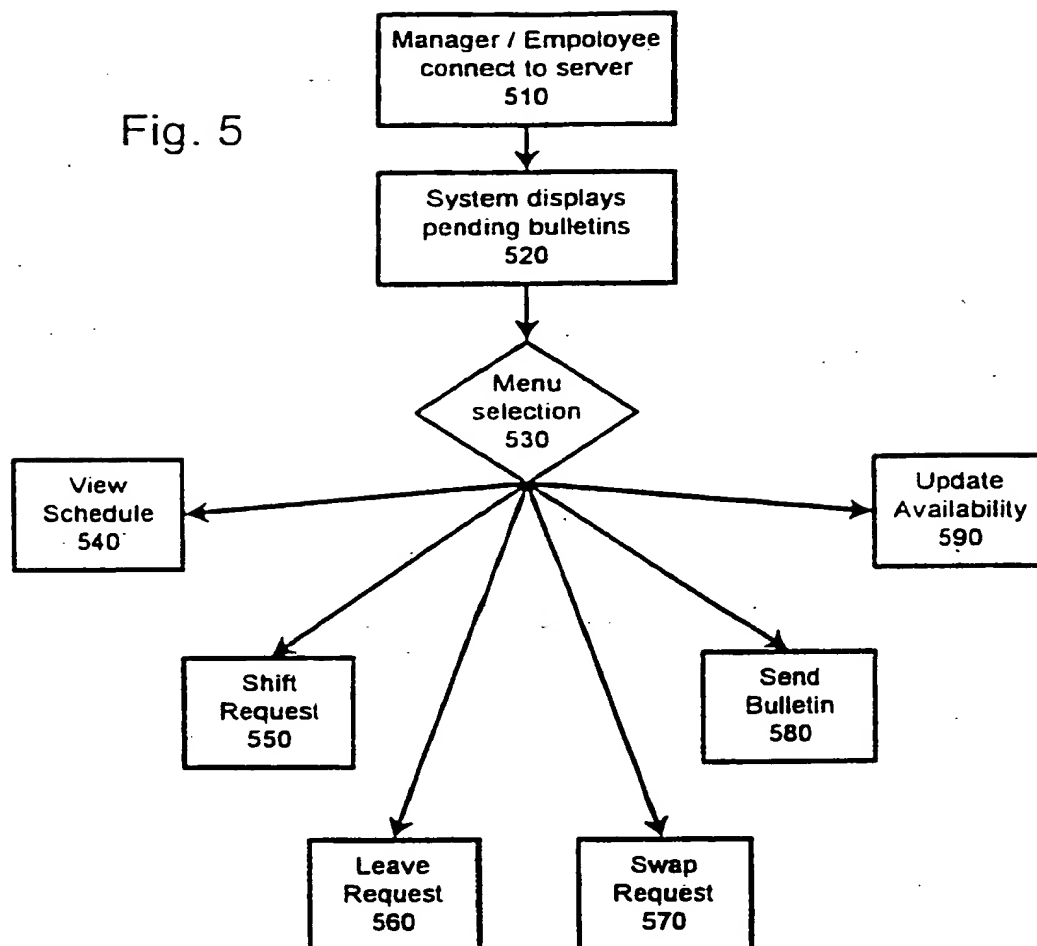 Fig. 5
Manager / Empoloyee
connect to server
510
System displays
pending bulletins
520
Menu
selection
530
View
Schedule
540
Update
Availability
590
Shift
Request
550
Send
Bulletin
580
Leave
Request
560
Swap
Request
570